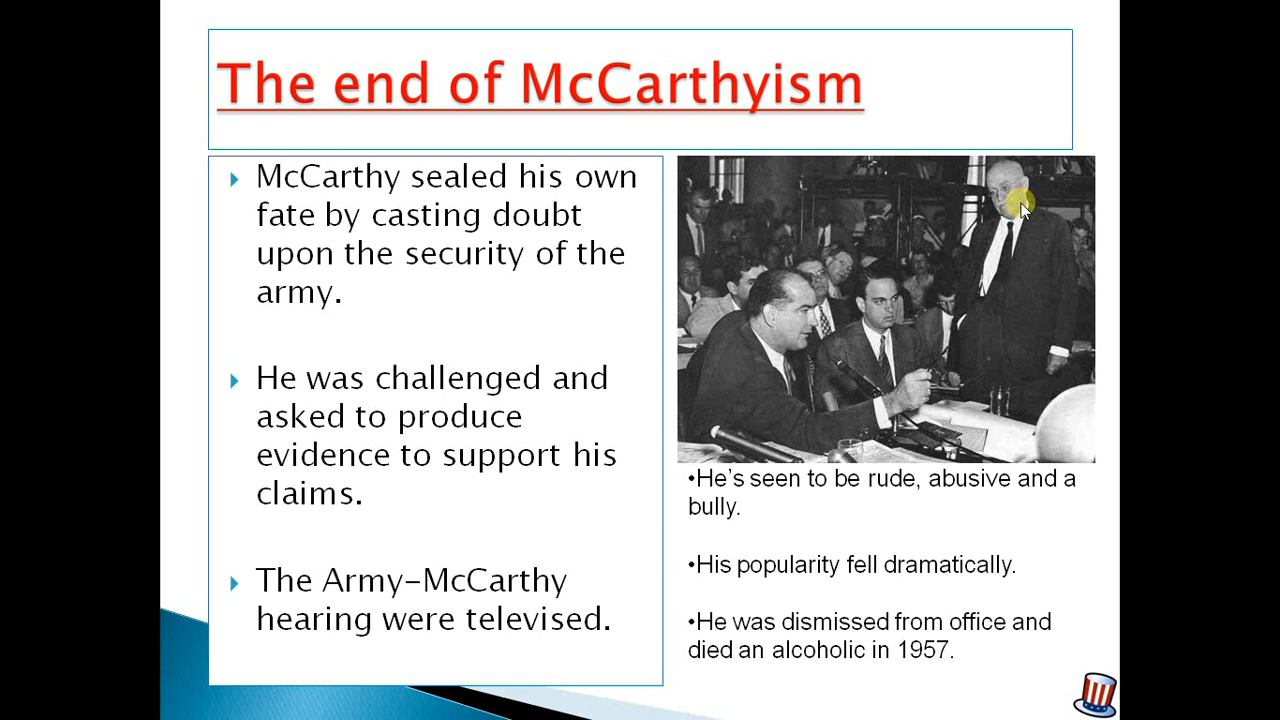 The end of McCarthyism
McCarthy sealed his own
fate by casting doubt
upon the security of the
army.
He was challenged and
asked to produce
evidence to support his
claims.
The Army-McCarthy
hearing were televised.
•He's seen to be rude, abusive and a
bully.
•His popularity fell dramatically.
•He was dismissed from office and
died an alcoholic in 1957.